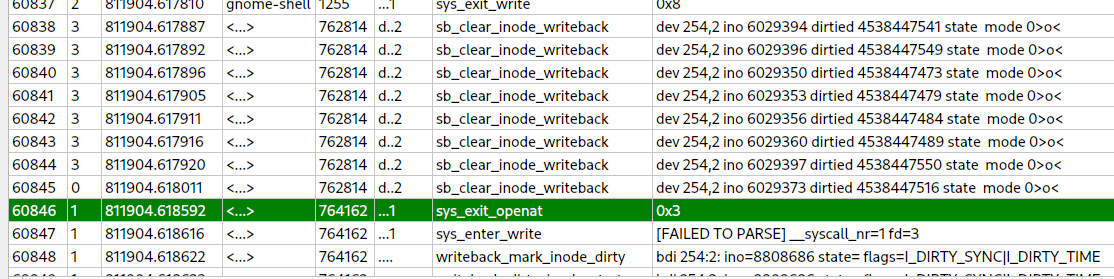 60837 2 811904.617810 gnome-shell 1255 ...1 sys_exit_write 0x8
60838 3 811904.617887 <...> 762814 d..2 sb_clear_inode_writeback dev 254,2 ino 6029394 dirtied 4538447541 state mode 0>o<
60839 3 811904.617892 <...> 762814 d..2 sb_clear_inode_writeback dev 254,2 ino 6029396 dirtied 4538447549 state mode 0>o<
60840 3 811904.617896 <...> 762814 d..2 sb_clear_inode_writeback dev 254,2 ino 6029350 dirtied 4538447473 state mode 0>o<
60841 3 811904.617905 <...> 762814 d..2 sb_clear_inode_writeback dev 254,2 ino 6029353 dirtied 4538447479 state mode 0>o<
60842 3 811904.617911 <...> 762814 d..2 sb_clear_inode_writeback dev 254,2 ino 6029356 dirtied 4538447484 state mode 0>o<
60843 3 811904.617916 <...> 762814 d..2 sb_clear_inode_writeback dev 254,2 ino 6029360 dirtied 4538447489 state mode 0>o<
60844 3 811904.617920 <...> 762814 d..2 sb_clear_inode_writeback dev 254,2 ino 6029397 dirtied 4538447550 state mode 0>o<
60845 0 811904.618011 <...> 762814 d..2 sb_clear_inode_writeback dev 254,2 ino 6029373 dirtied 4538447516 state mode 0>o<
60846 1 811904.618592 <...> 764162 ...1 sys_exit_openat 0x3
60847 1 811904.618616 <...> 764162 ...1 sys_enter_write [FAILED TO PARSE] __syscall_nr=1 fd=3
60848 1 811904.618622 <...> 764162 .... writeback_mark_inode_dirty bdi 254:2: ino=8808686 state= flags=I_DIRTY_SYNC|I_DIRTY_TIME